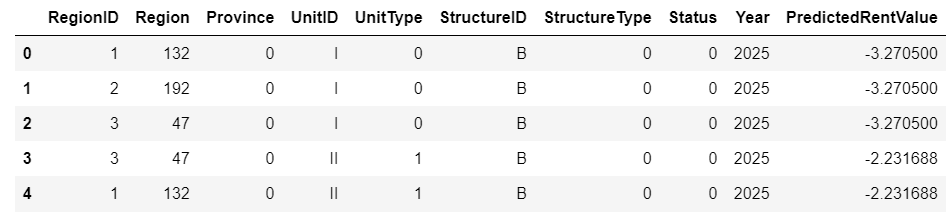 RegionID Region Province UnitID UnitType StructureID StructureType Status Year PredictedRentValue
0 1 132 0 I 0 B 0 0 2025 -3.270500
1 2 192 0 I 0 B 0 0 2025 -3.270500
2 3 47 0 I 0 B 0 0 2025 -3.270500
3 3 47 0 II 1 B 0 0 2025 -2.231688
4 1 132 0 II 1 B 0 0 2025 -2.231688